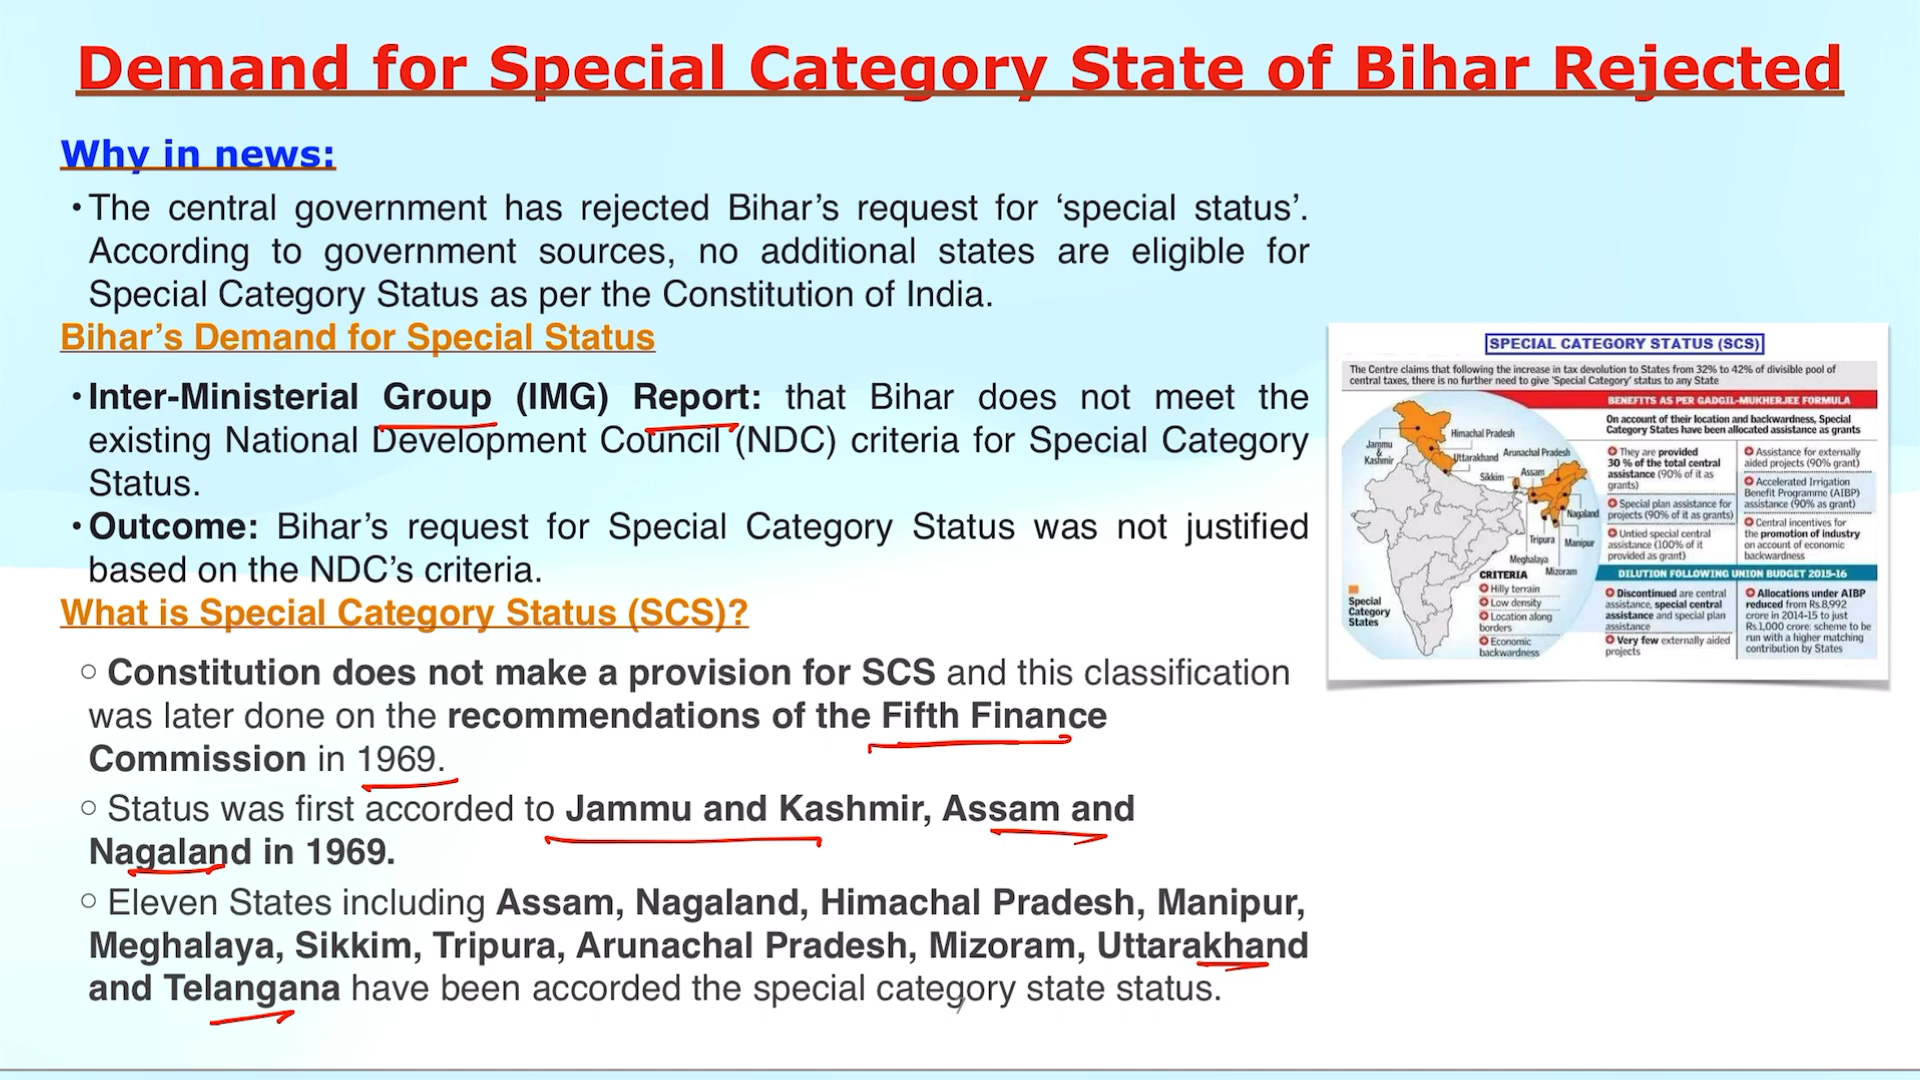 Demand for Special Category State of Bihar Rejected
Why in news:
• The central government has rejected Bihar’s request for ‘special status’.
According to government sources, no additional states are eligible for
Special Category Status as per the Constitution of India.
Bihar’s Demand for Special Status
• Inter-Ministerial Group (IMG) Report: that Bihar does not meet the
existing National Development Council (NDC) criteria for Special Category
Status.
• Outcome: Bihar’s request for Special Category Status was not justified
based on the NDC’s criteria.
What is Special Category Status (SCS)?
○ Constitution does not make a provision for SCS and this classification
was later done on the recommendations of the Fifth Finance
Commission in 1969.
○ Status was first accorded to Jammu and Kashmir, Assam and
Nagaland in 1969.
○ Eleven States including Assam, Nagaland, Himachal Pradesh, Manipur,
Meghalaya, Sikkim, Tripura, Arunachal Pradesh, Mizoram, Uttarakhand
and Telangana have been accorded the special category state status.
SPECIAL CATEGORY STATUS (SCS)
The Centre claims that following the increase in tax devolution to States from 32% to 42% of divisible pool of
central taxes, there is no further need to give 'Special Category' status to any State
BENEFITS AS PER GADGIL-MUKHERJEE FORMULA
On account of their location and backwardness, Special
Category States have been allocated assistance as grants
They are provided
30 % of the total central
assistance (90% of it as
grants)
Special plan assistance for
projects (90% of it as grants)
Untied special central
assistance (100% of it
provided as grant)
Assistance for externally
aided projects (90% grant)
Accelerated Irrigation
Benefit Programme (AIBP)
assistance (90% as grant)
Central incentives for
the promotion of industry
on account of economic
backwardness
DILUTION FOLLOWING UNION BUDGET 2015-16
Discontinued are central
assistance, special central
assistance and special plan
assistance
Very few externally aided
projects
Allocations under AIBP
reduced from Rs.8,992
crore in 2014-15 to just
Rs.1,000 crore: scheme to be
run with a higher matching
contribution by States
Jammu
&
Kashmir
Himachal Pradesh
Uttarakhand
Arunachal Pradesh
Sikkim
Assam
Nagaland
Tripura
Manipur
Meghalaya
Mizoram
CRITERIA
Hilly terrain
Low density
Location along
borders
Economic
backwardness
Special
Category
States